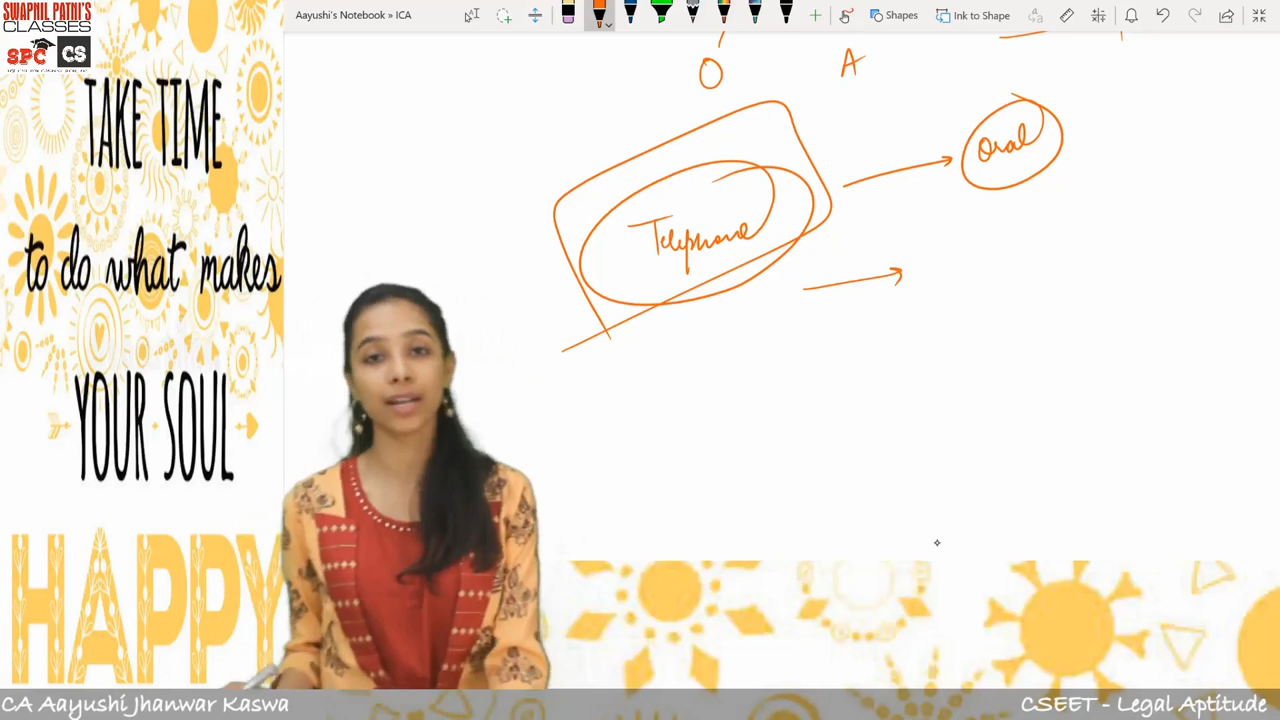 SWAPNIL PATNI'S
CLASSES
SPC CS
TAKE TIME
to do what makes
YOUR SOUL
HAPPY
Aayushi's Notebook » ICA
Shapes
Ink to Shape
O
A
Telephone
Oral
CA Aayushi Jhanwar Kaswa
CSEET - Legal Aptitude